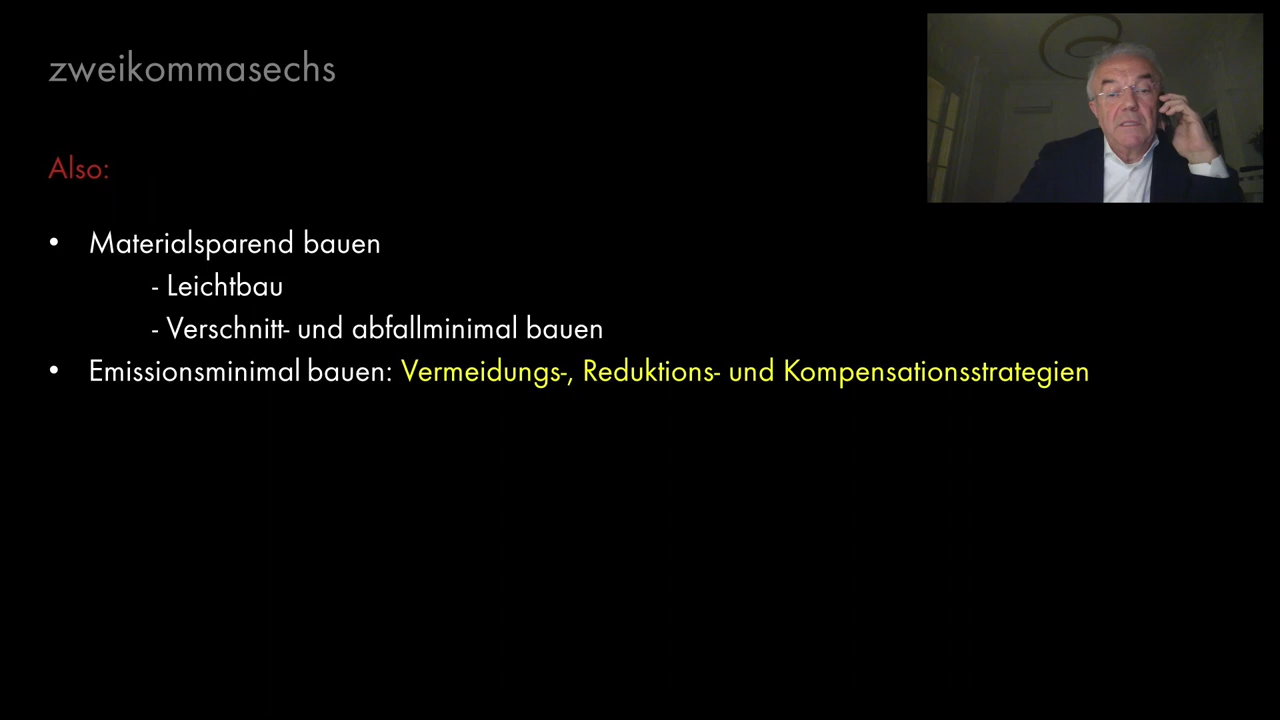 zweikommasechs
Also:
• Materialsparend bauen
- Leichtbau
- Verschnitt- und abfallminimal bauen
• Emissionsminimal bauen: Vermeidungs-, Reduktions- und Kompensationsstrategien